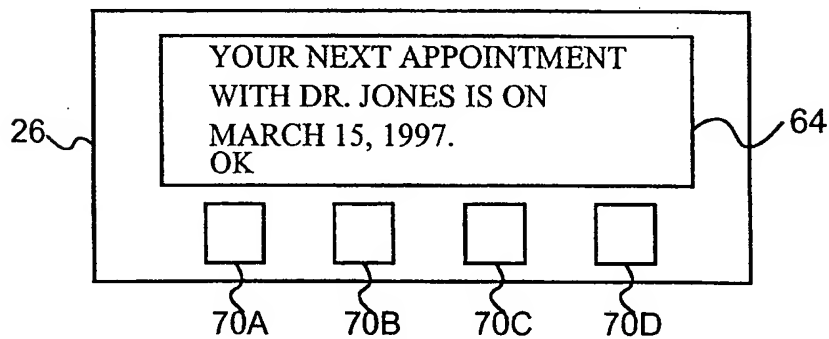 YOUR NEXT APPOINTMENT
WITH DR. JONES IS ON
MARCH 15, 1997.
OK
26
64
70A 70B 70C 70D